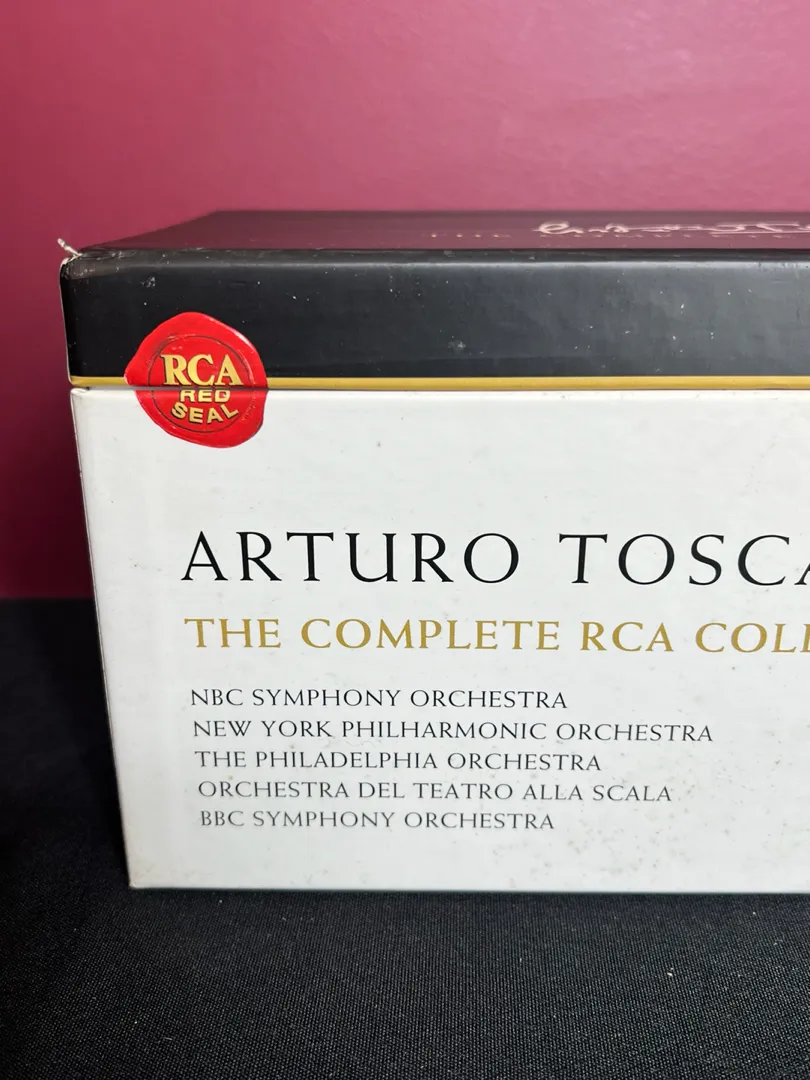 RCA
RED
SEAL
ARTURO TOSCA
THE COMPLETE RCA COLL
NBC SYMPHONY ORCHESTRA
NEW YORK PHILHARMONIC ORCHESTRA
THE PHILADELPHIA ORCHESTRA
ORCHESTRA DEL TEATRO ALLA SCALA
BBC SYMPHONY ORCHESTRA